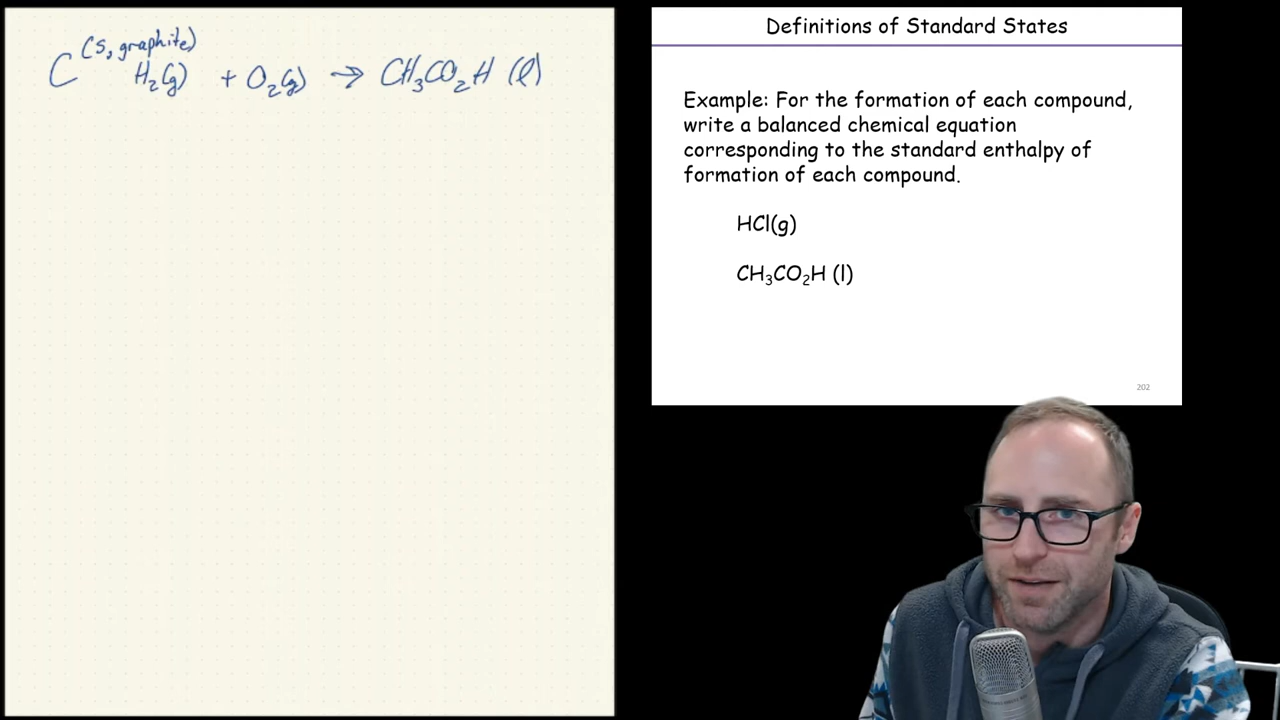 (s, graphite)
C H₂(g) + O₂(g) → CH₃CO₂H (l)
Definitions of Standard States
Example: For the formation of each compound,
write a balanced chemical equation
corresponding to the standard enthalpy of
formation of each compound.
HCl(g)
CH₃CO₂H (l)
202